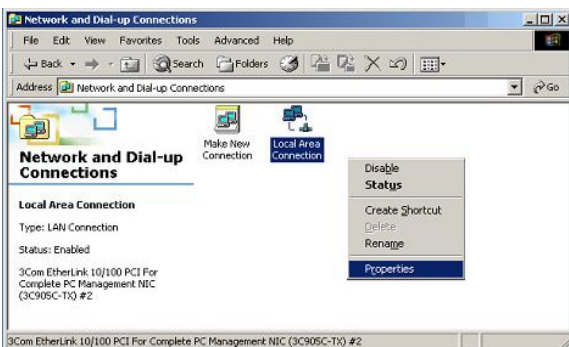 Network and Dial-up Connections
File Edit View Favorites Tools Advanced Help
Back Search Folders
Address Network and Dial-up Connections Go
Network and Dial-up
Connections
Local Area Connection
Type: LAN Connection
Status: Enabled
3Com EtherLink 10/100 PCI For
Complete PC Management NIC
(3C905C-TX) #2
Make New
Connection
Local Area
Connection
Disable
Status
Create Shortcut
Delete
Rename
Properties
3Com EtherLink 10/100 PCI For Complete PC Management NIC (3C905C-TX) #2